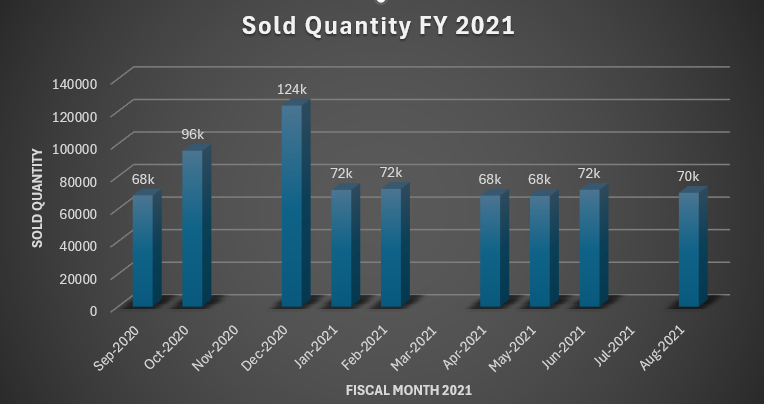 Sold Quantity FY 2021
SOLD QUANTITY
140000
120000
100000
80000
60000
40000
20000
0
68k
96k
124k
72k
72k
68k
68k
72k
70k
Sep-2020
Oct-2020
Nov-2020
Dec-2020
Jan-2021
Feb-2021
Mar-2021
Apr-2021
May-2021
Jun-2021
Jul-2021
Aug-2021
FISCAL MONTH 2021